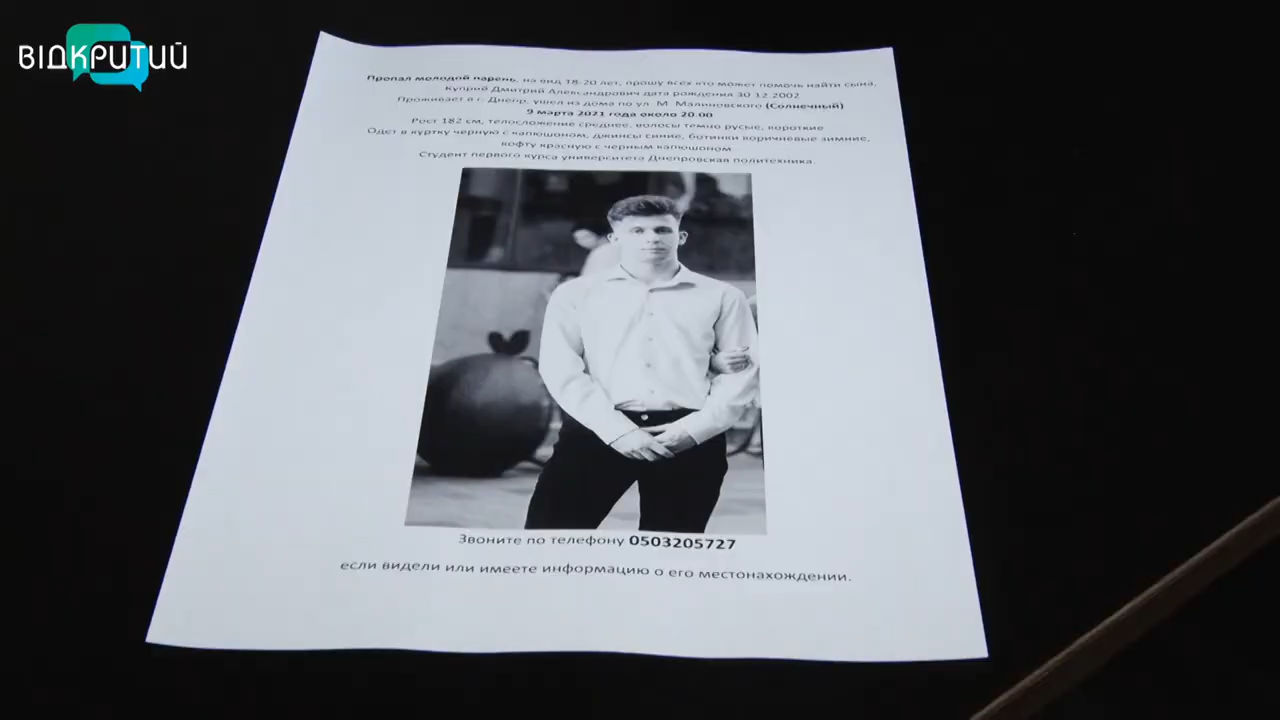 ВІДКРИТИЙ
Пропал молодой парень, на вид 18-20 лет, прошу всех кто может помочь найти сына,
Куприй Дмитрий Александрович дата рождения 30 12 2002
Проживает в г. Днепр, ушел из дома по ул. М. Малиновского (Солнечный)
9 марта 2021 года около 20.00
Рост 182 см, телосложение среднее, волосы темно русые, короткие
Одет в куртку черную с капюшоном, джинсы синие, ботинки коричневые зимние,
кофту красную с черным капюшоном
Студент первого курса университета Днепровская политехника.
Звоните по телефону 0503205727
если видели или имеете информацию о его местонахождении.